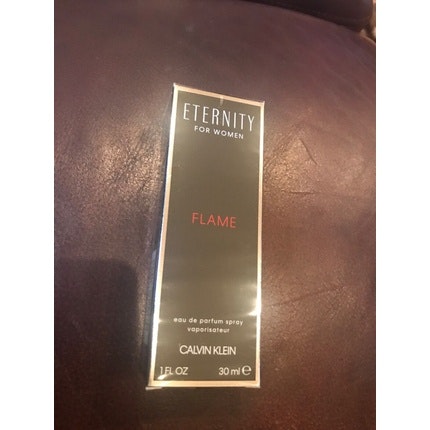 ETERNITY
FOR WOMEN
FLAME
eau de parfum spray
vaporisateur
CALVIN KLEIN
1 FL OZ 30 ml ℮